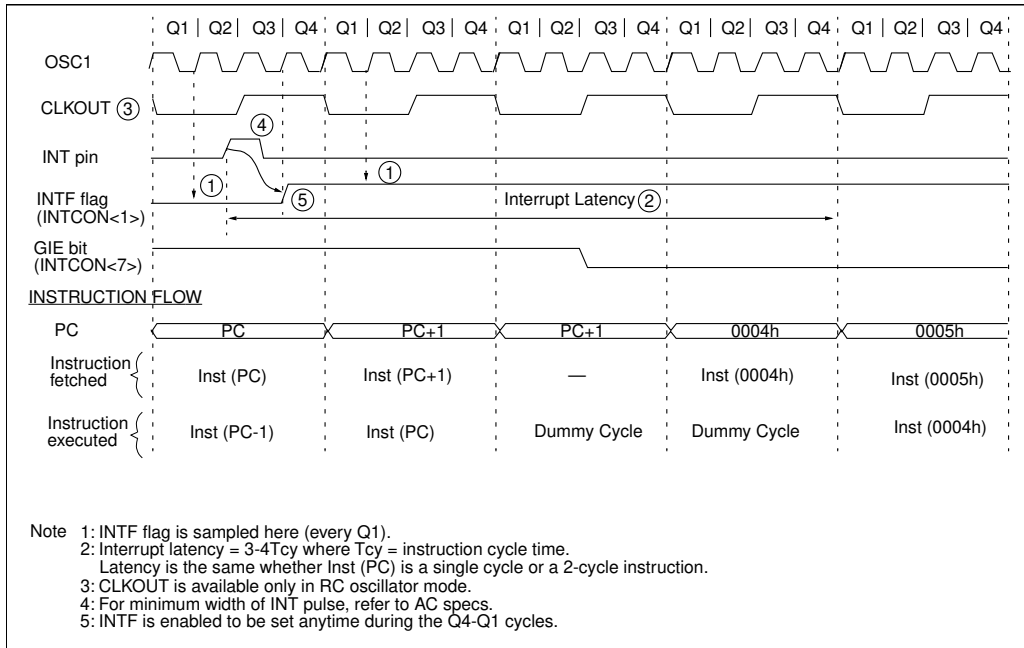 Q1 | Q2 | Q3 | Q4 Q1 | Q2 | Q3 | Q4 Q1 | Q2 | Q3 | Q4 Q1 | Q2 | Q3 | Q4 Q1 | Q2 | Q3 | Q4
OSC1
CLKOUT ③
④
INT pin
① ①
INTF flag
(INTCON<1>)
⑤ Interrupt Latency ②
GIE bit
(INTCON<7>)
INSTRUCTION FLOW
PC PC PC+1 PC+1 0004h 0005h
Instruction
fetched
Inst (PC) Inst (PC+1) — Inst (0004h) Inst (0005h)
Instruction
executed
Inst (PC-1) Inst (PC) Dummy Cycle Dummy Cycle Inst (0004h)
Note 1: INTF flag is sampled here (every Q1).
2: Interrupt latency = 3-4Tcy where Tcy = instruction cycle time.
Latency is the same whether Inst (PC) is a single cycle or a 2-cycle instruction.
3: CLKOUT is available only in RC oscillator mode.
4: For minimum width of INT pulse, refer to AC specs.
5: INTF is enabled to be set anytime during the Q4-Q1 cycles.